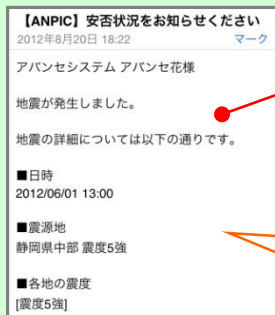 【ANPIC】安否状況をお知らせください
2012年8月20日 18:22 マーク
アバンセシステム アバンセ花様
地震が発生しました。
地震の詳細については以下の通りです。
■日時
2012/06/01 13:00
■震源地
静岡県中部 震度5強
■各地の震度
[震度5強]